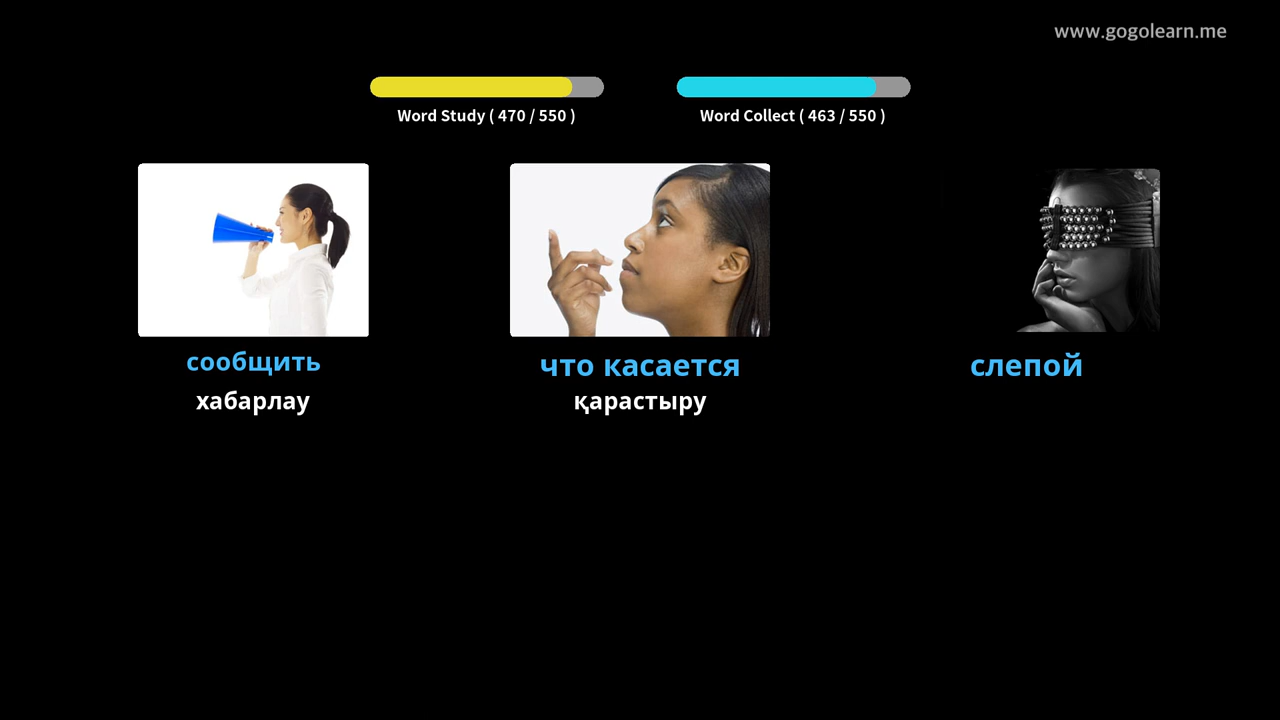 www.gogolearn.me
Word Study ( 470 / 550 )
Word Collect ( 463 / 550 )
сообщить
хабарлау
что касается
қарастыру
слепой